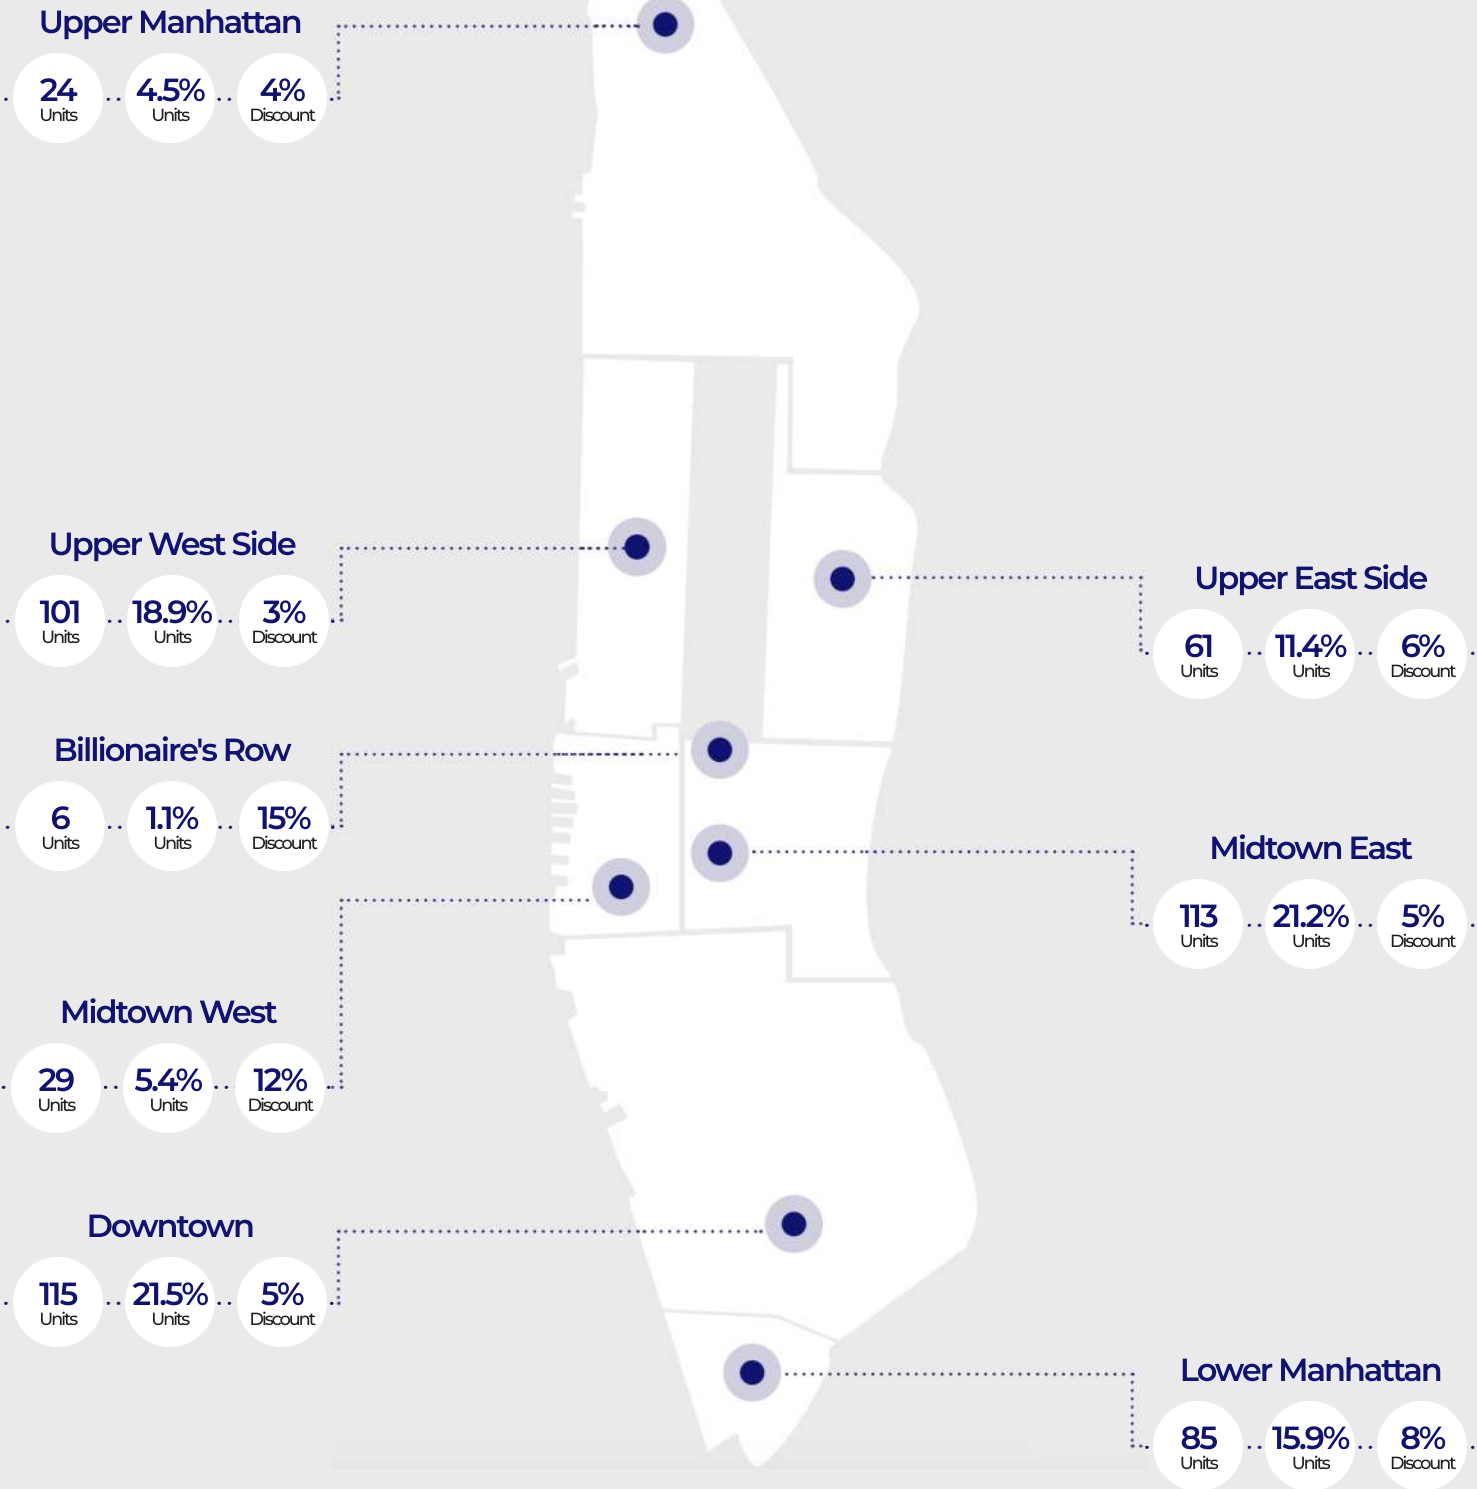 Upper Manhattan
24 4.5% 4%
Units Units Discount
Upper West Side
101 18.9% 3%
Units Units Discount
Upper East Side
61 11.4% 6%
Units Units Discount
Billionaire's Row
6 1.1% 15%
Units Units Discount
Midtown East
113 21.2% 5%
Units Units Discount
Midtown West
29 5.4% 12%
Units Units Discount
Downtown
115 21.5% 5%
Units Units Discount
Lower Manhattan
85 15.9% 8%
Units Units Discount